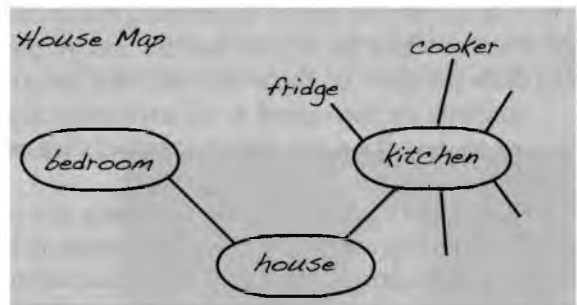 House Map
cooker
fridge
bedroom
kitchen
house